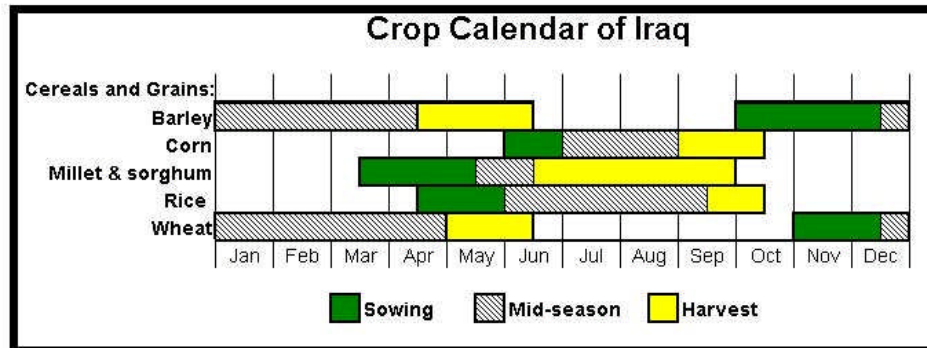 Crop Calendar of Iraq
Cereals and Grains:
Barley
Corn
Millet & sorghum
Rice
Wheat
Jan Feb Mar Apr May Jun Jul Aug Sep Oct Nov Dec
Sowing Mid-season Harvest